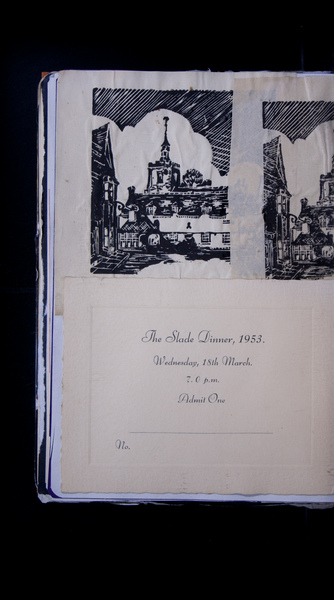 The Slade Dinner, 1953.
Wednesday, 18th March.
7. 0 p.m.
Admit One
No.